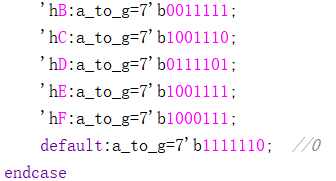 'hB:a_to_g=7'b0011111;
'hC:a_to_g=7'b1001110;
'hD:a_to_g=7'b0111101;
'hE:a_to_g=7'b1001111;
'hF:a_to_g=7'b1000111;
default:a_to_g=7'b1111110;  //0
endcase